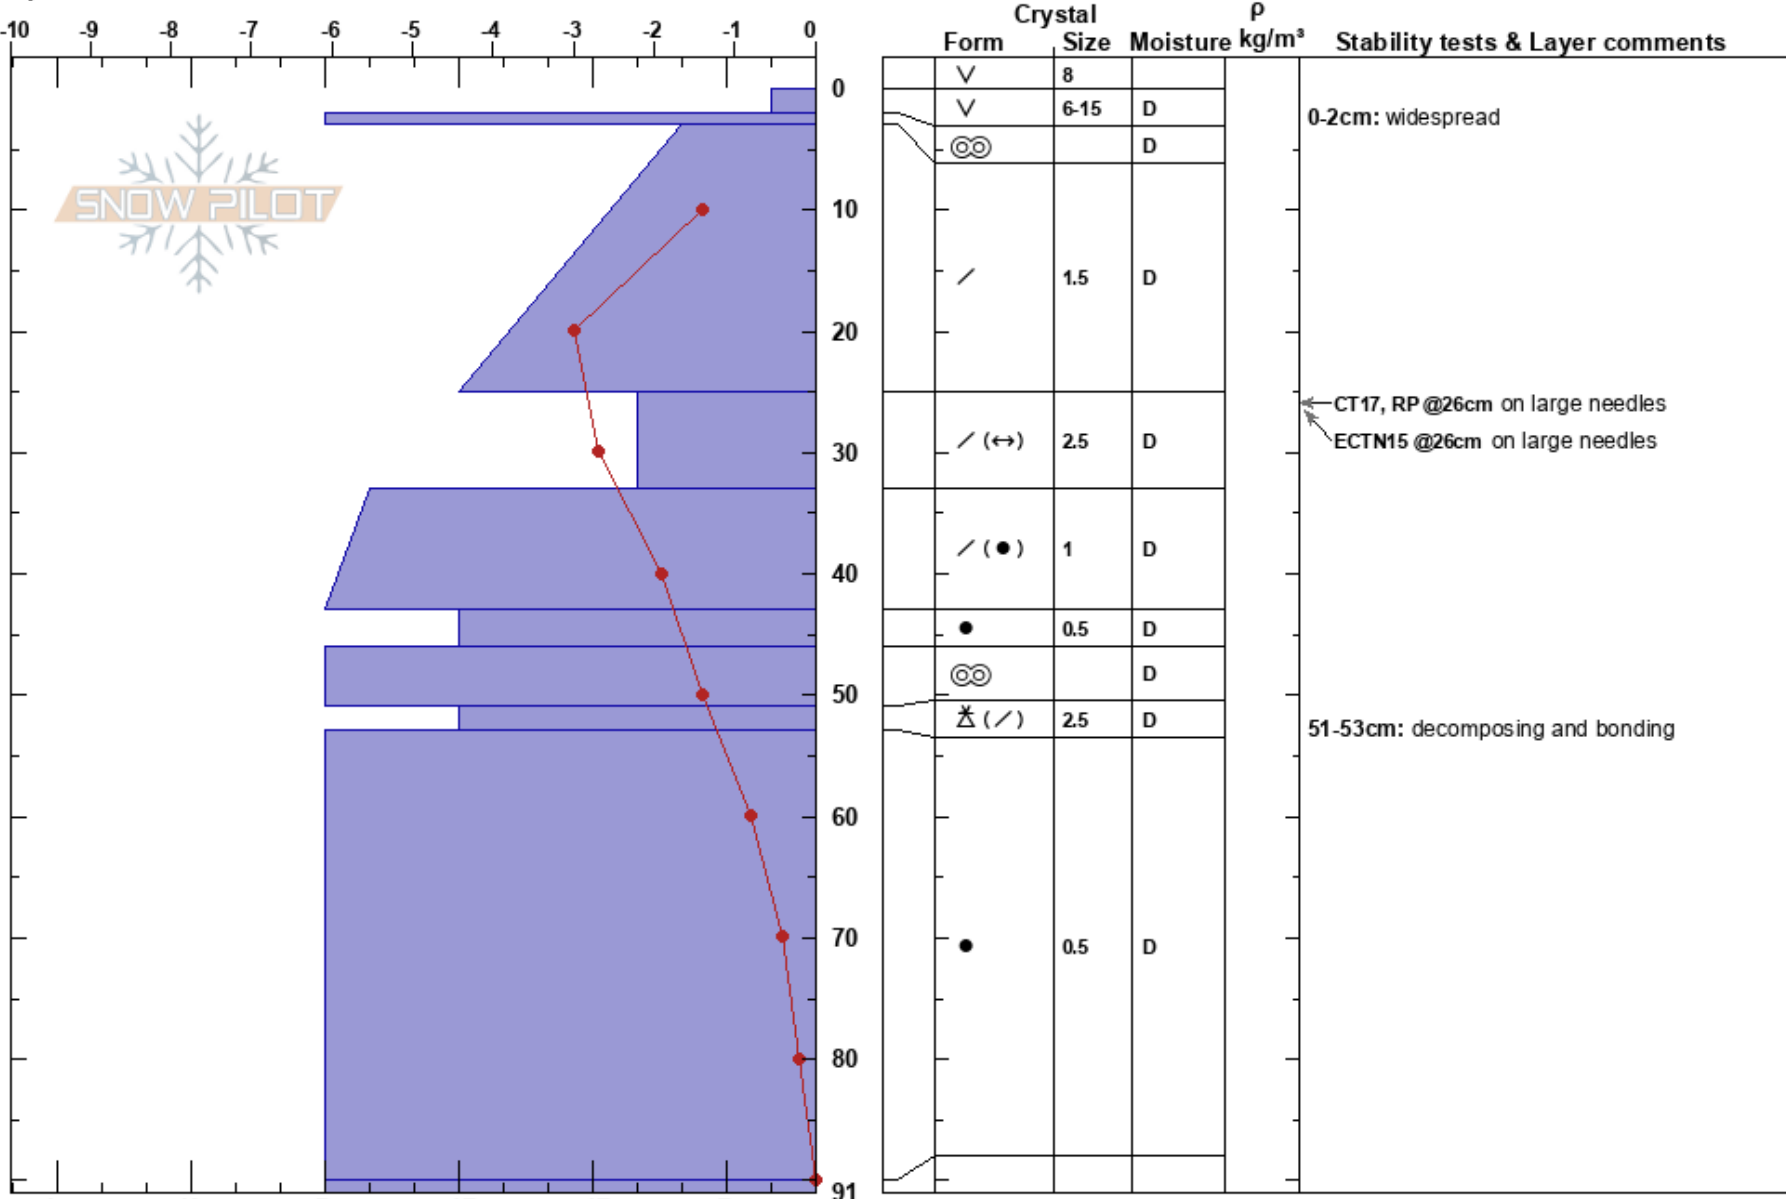 -10 -9 -8 -7 -6 -5 -4 -3 -2 -1 0
Crystal ρ
Form Size Moisture kg/m³ Stability tests & Layer comments
V 8
0
V 6-15 D
0-2cm: widespread
D
SNOW PILOT
10
1.5 D
20
CT17, RP @26cm on large needles
(↔) 2.5 D
ECTN15 @26cm on large needles
30
(●) 1 D
40
0.5 D
D
50
(∕) 2.5 D
51-53cm: decomposing and bonding
60
70
0.5 D
80
91